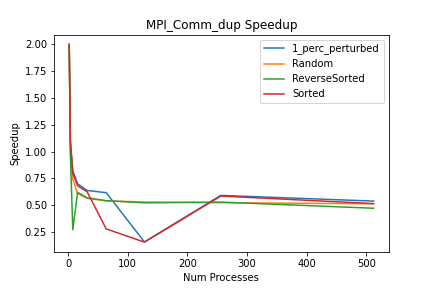 MPI_Comm_dup Speedup
1_perc_perturbed
Random
ReverseSorted
Sorted
Speedup
2.00
1.75
1.50
1.25
1.00
0.75
0.50
0.25
0 100 200 300 400 500
Num Processes